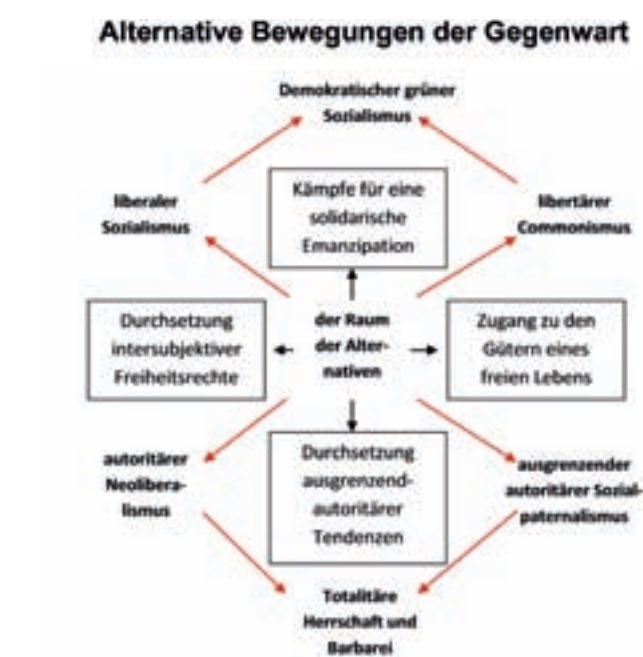 Alternative Bewegungen der Gegenwart
Demokratischer grüner
Sozialismus
Kämpfe für eine
solidarische
Emanzipation
liberaler
Sozialismus
libertärer
Commonismus
Durchsetzung
intersubjektiver
Freiheitsrechte
der Raum
der Alter-
nativen
Zugang zu den
Gütern eines
freien Lebens
autoritärer
Neolibera-
lismus
Durchsetzung
ausgrenzend-
autoritärer
Tendenzen
ausgrenzender
autoritärer Sozial-
paternalismus
Totalitäre
Herrschaft und
Barbarei